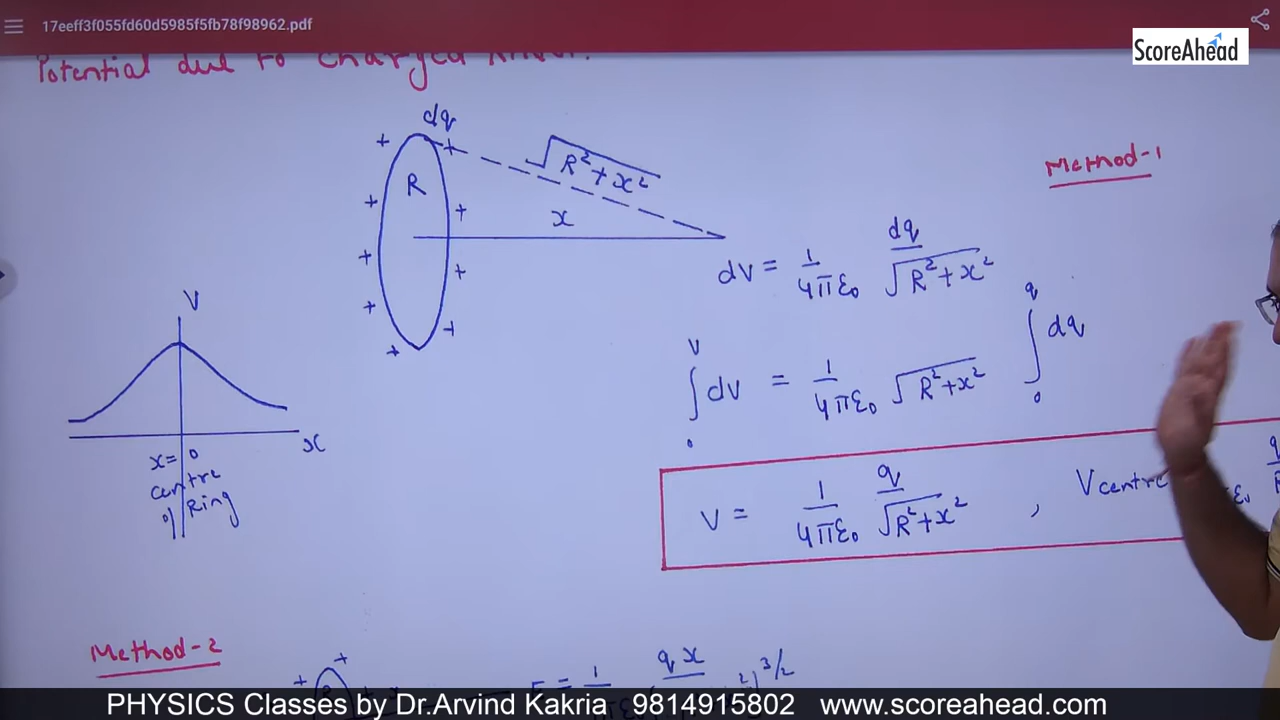 17eeff3f055fd60d5985f5fb78f98962.pdf
ScoreAhead
Potential due to charged
dq
+ + + + + + + + +
R
√R²+x²
x
Method-1
dV = 1/4πε₀ dq/√R²+x²
∫₀^V dV = 1/4πε₀ √R²+x² ∫₀^q dq
V = 1/4πε₀ q/√R²+x² , Vcentre
V
x
x=0
centre
of Ring
Method-2
+ +
PHYSICS Classes by Dr.Arvind Kakria 9814915802 www.scoreahead.com